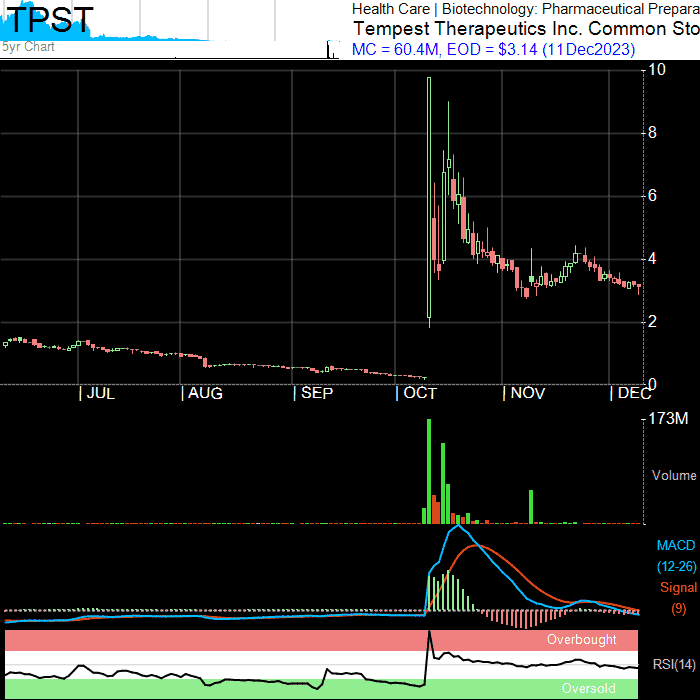 TPST
5yr Chart
Health Care | Biotechnology: Pharmaceutical Prepara
Tempest Therapeutics Inc. Common Sto
MC = 60.4M, EOD = $3.14 (11Dec2023)
10
8
6
4
2
0
| JUL | AUG | SEP | OCT | NOV | DEC
173M
Volume
MACD
(12-26)
Signal
(9)
Overbought
RSI(14)
Oversold